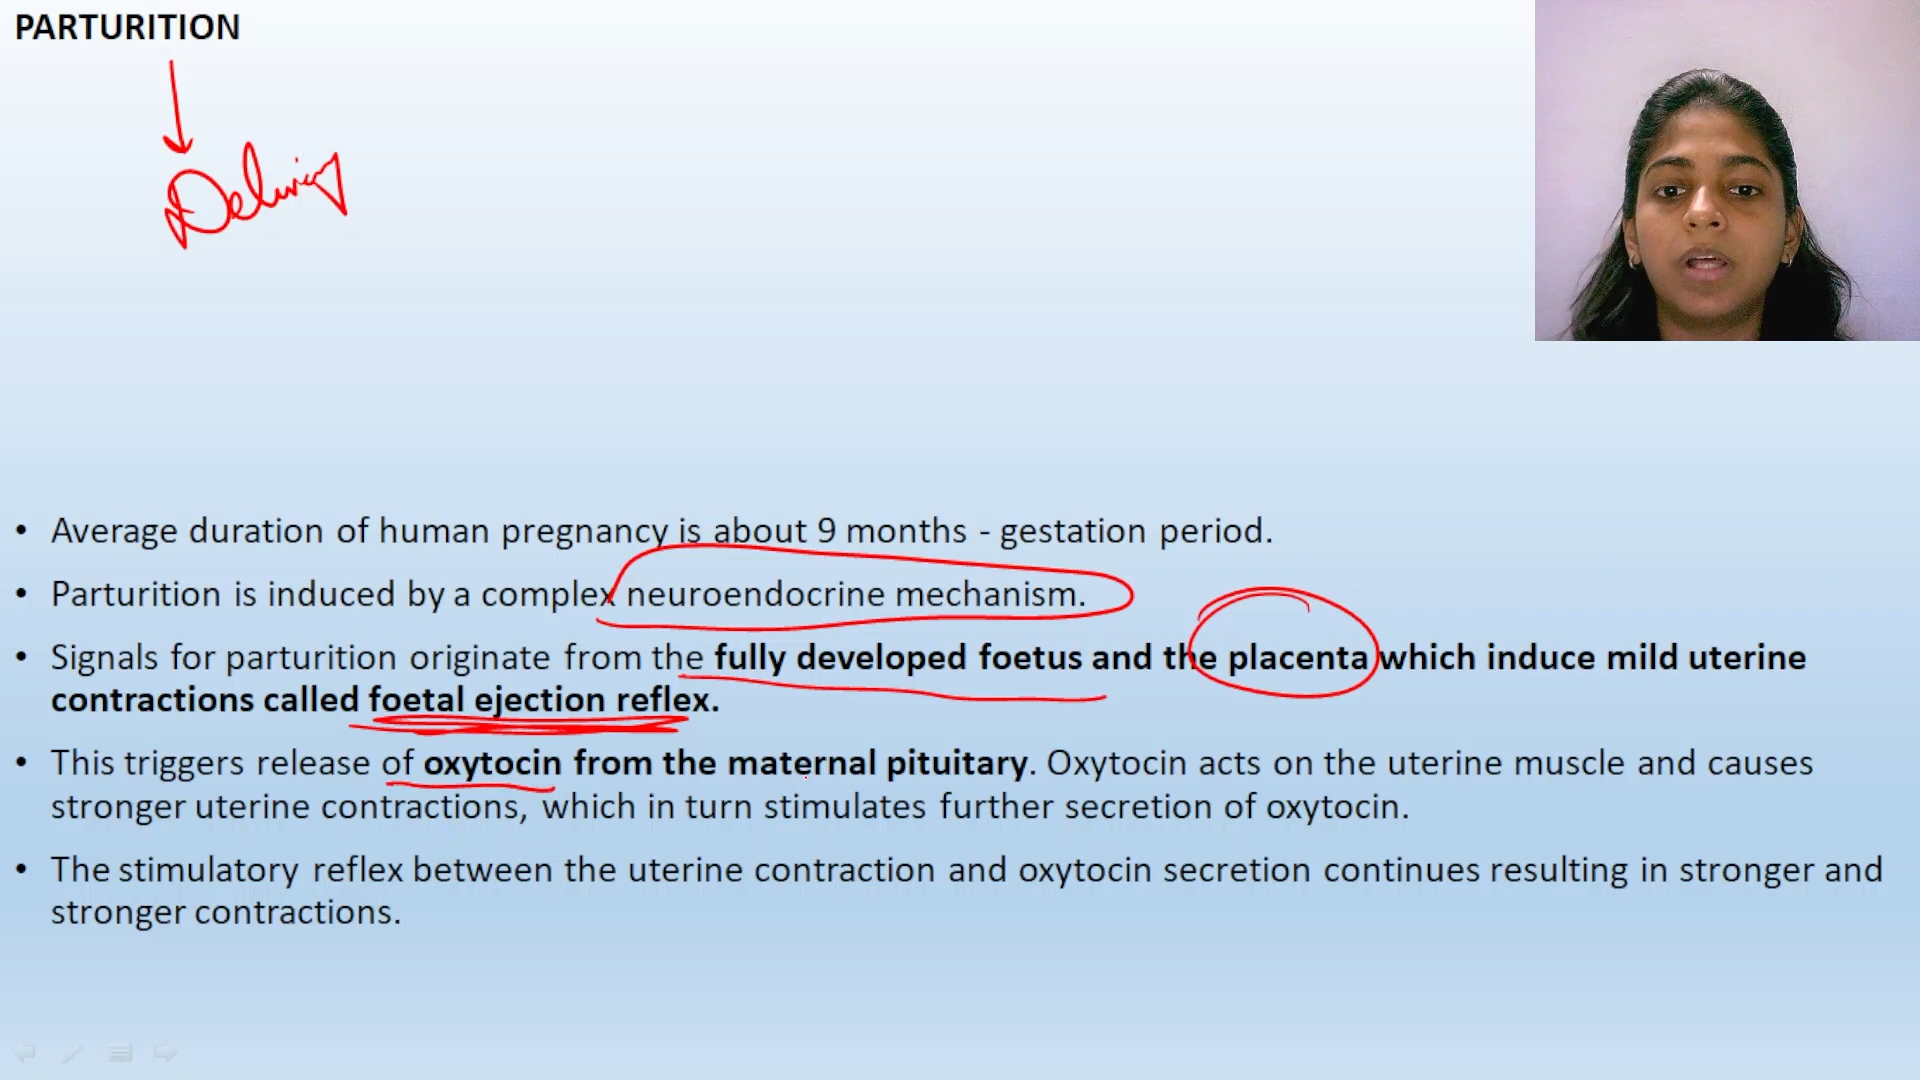 PARTURITION
Delivery
• Average duration of human pregnancy is about 9 months - gestation period.
• Parturition is induced by a complex neuroendocrine mechanism.
• Signals for parturition originate from the fully developed foetus and the placenta which induce mild uterine
contractions called foetal ejection reflex.
• This triggers release of oxytocin from the maternal pituitary. Oxytocin acts on the uterine muscle and causes
stronger uterine contractions, which in turn stimulates further secretion of oxytocin.
• The stimulatory reflex between the uterine contraction and oxytocin secretion continues resulting in stronger and
stronger contractions.